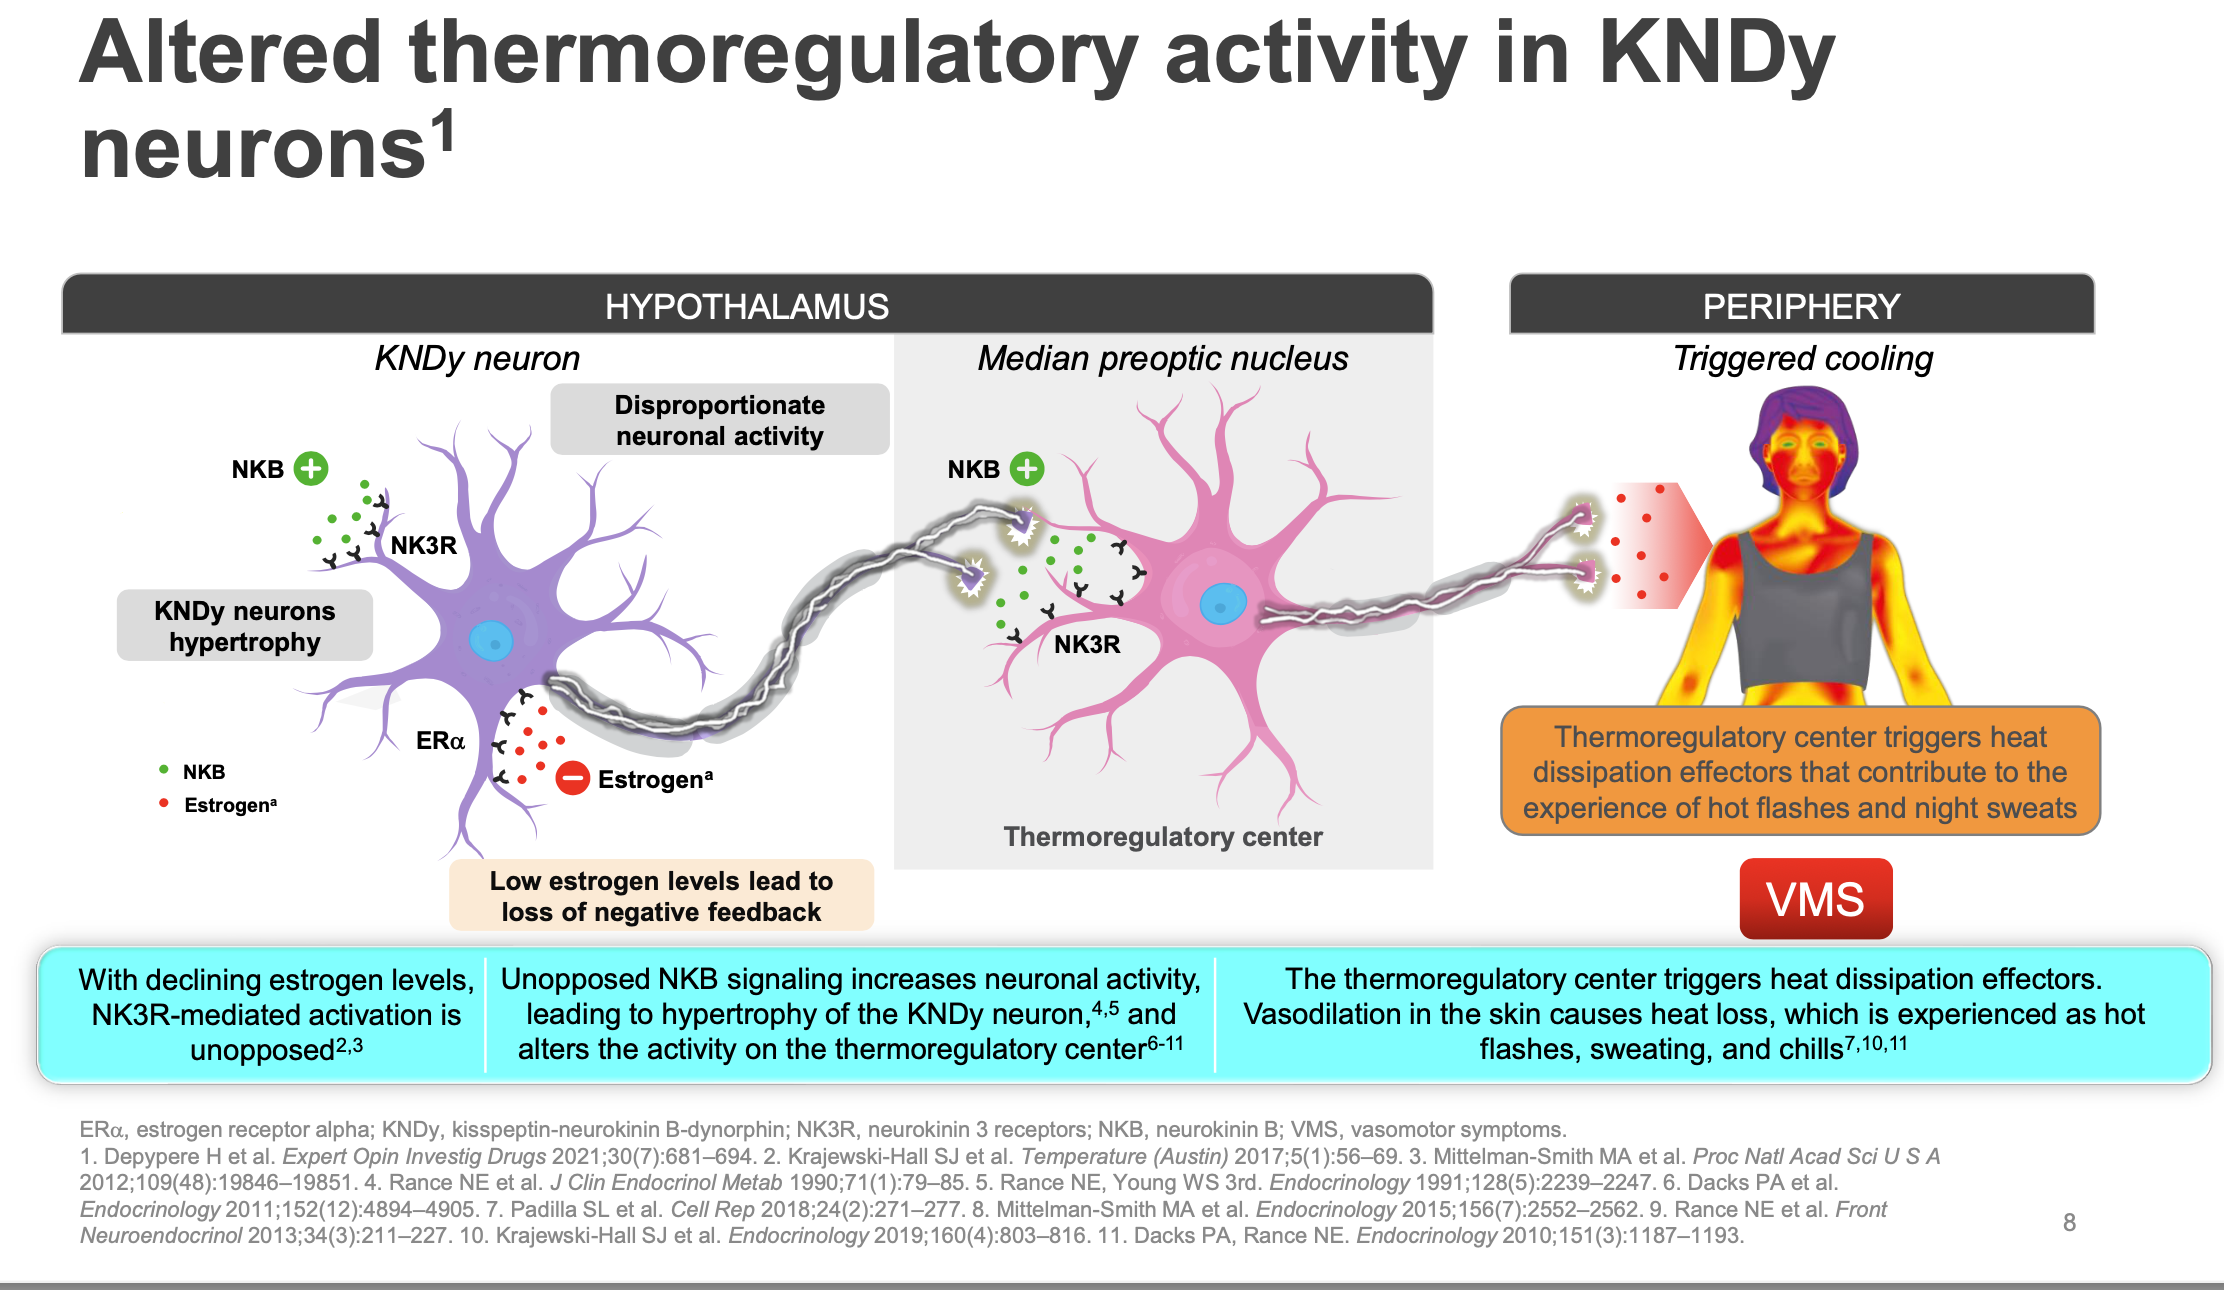 Altered thermoregulatory activity in KNDy
neurons¹
HYPOTHALAMUS
PERIPHERY
KNDy neuron
Median preoptic nucleus
Triggered cooling
Disproportionate
neuronal activity
NKB
NK3R
NKB
NK3R
KNDy neurons
hypertrophy
ERα
Estrogenᵃ
NKB
Estrogenᵃ
Thermoregulatory center
Low estrogen levels lead to
loss of negative feedback
Thermoregulatory center triggers heat
dissipation effectors that contribute to the
experience of hot flashes and night sweats
VMS
With declining estrogen levels,
NK3R-mediated activation is
unopposed²,³
Unopposed NKB signaling increases neuronal activity,
leading to hypertrophy of the KNDy neuron,⁴,⁵ and
alters the activity on the thermoregulatory center⁶-¹¹
The thermoregulatory center triggers heat dissipation effectors.
Vasodilation in the skin causes heat loss, which is experienced as hot
flashes, sweating, and chills⁷,¹⁰,¹¹
ERα, estrogen receptor alpha; KNDy, kisspeptin-neurokinin B-dynorphin; NK3R, neurokinin 3 receptors; NKB, neurokinin B; VMS, vasomotor symptoms.
1. Depypere H et al. Expert Opin Investig Drugs 2021;30(7):681–694. 2. Krajewski-Hall SJ et al. Temperature (Austin) 2017;5(1):56–69. 3. Mittelman-Smith MA et al. Proc Natl Acad Sci U S A
2012;109(48):19846–19851. 4. Rance NE et al. J Clin Endocrinol Metab 1990;71(1):79–85. 5. Rance NE, Young WS 3rd. Endocrinology 1991;128(5):2239–2247. 6. Dacks PA et al.
Endocrinology 2011;152(12):4894–4905. 7. Padilla SL et al. Cell Rep 2018;24(2):271–277. 8. Mittelman-Smith MA et al. Endocrinology 2015;156(7):2552–2562. 9. Rance NE et al. Front
Neuroendocrinol 2013;34(3):211–227. 10. Krajewski-Hall SJ et al. Endocrinology 2019;160(4):803–816. 11. Dacks PA, Rance NE. Endocrinology 2010;151(3):1187–1193.
8